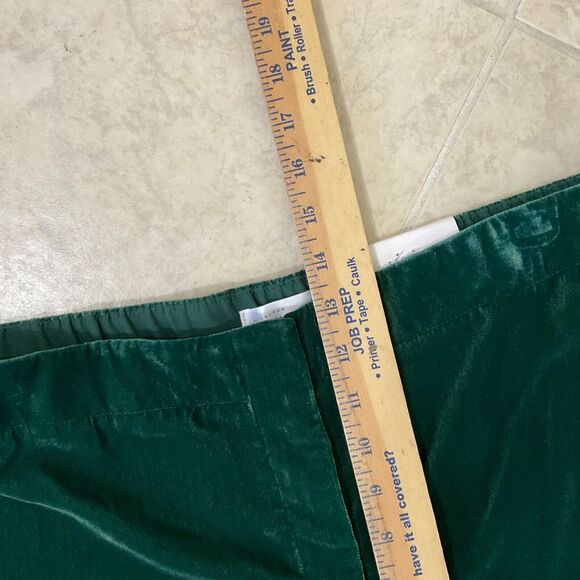 19
18
17
16
15
14
13
12
11
10
9
8
PAINT
• Brush • Roller • Tra
JOB PREP
• Primer • Tape • Caulk
have it all covered?